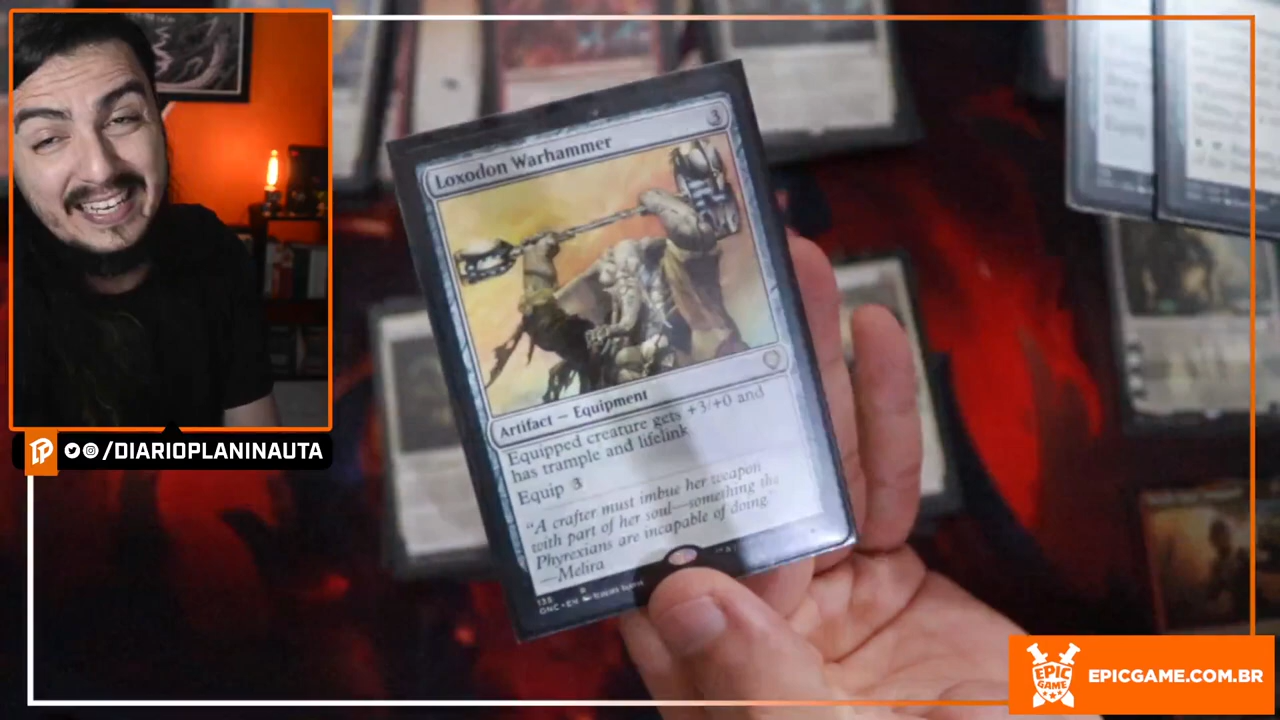 Loxodon Warhammer
3
Artifact — Equipment
Equipped creature gets +3/+0 and
has trample and lifelink
Equip 3
"A crafter must imbue her weapon
with part of her soul—something the
Phyrexians are incapable of doing."
—Melira
R
ONC • EN
/DIARIOPLANINAUTA
EPIC
GAME
EPICGAME.COM.BR